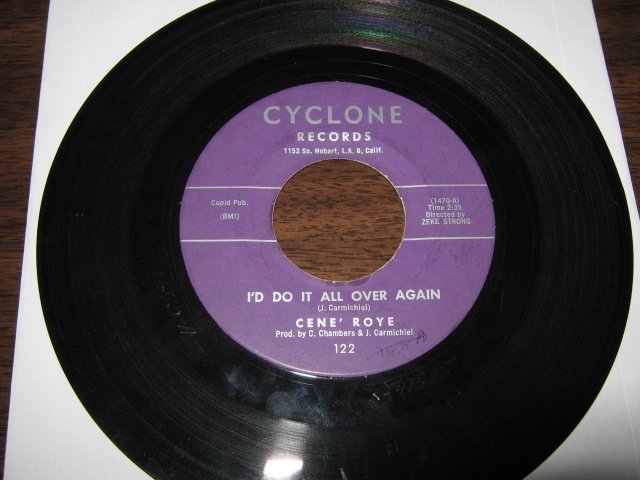 CYCLONE
RECORDS
1152 So. Hobart, L.A. 6, Calif.
Cupid Pub.
(BMI)
(1470-A)
Time 2:35
Directed by
ZEKE STRONG
I'D DO IT ALL OVER AGAIN
(J. Carmichiel)
CENE' ROYE
Prod. by C. Chambers & J. Carmichiel
122